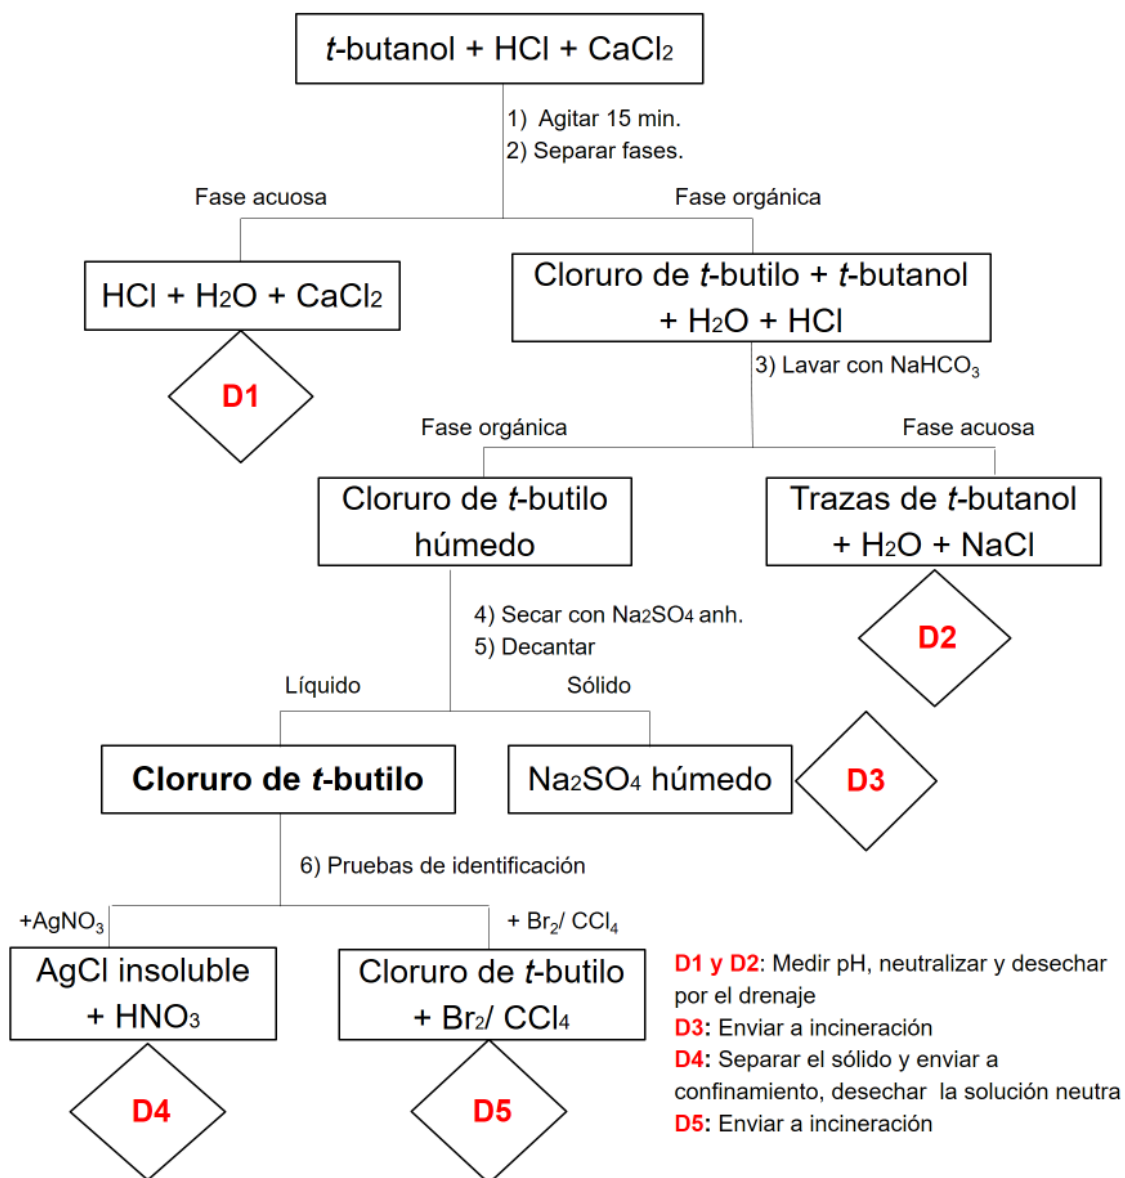 t-butanol + HCl + CaCl2
1) Agitar 15 min.
2) Separar fases.
Fase acuosa
Fase orgánica
HCl + H2O + CaCl2
Cloruro de t-butilo + t-butanol
+ H2O + HCl
D1
3) Lavar con NaHCO3
Fase orgánica
Fase acuosa
Cloruro de t-butilo
húmedo
Trazas de t-butanol
+ H2O + NaCl
D2
4) Secar con Na2SO4 anh.
5) Decantar
Líquido
Sólido
Cloruro de t-butilo
Na2SO4 húmedo
D3
6) Pruebas de identificación
+AgNO3
+ Br2/ CCl4
AgCl insoluble
+ HNO3
Cloruro de t-butilo
+ Br2/ CCl4
D4
D5
D1 y D2: Medir pH, neutralizar y desechar
por el drenaje
D3: Enviar a incineración
D4: Separar el sólido y enviar a
confinamiento, desechar la solución neutra
D5: Enviar a incineración